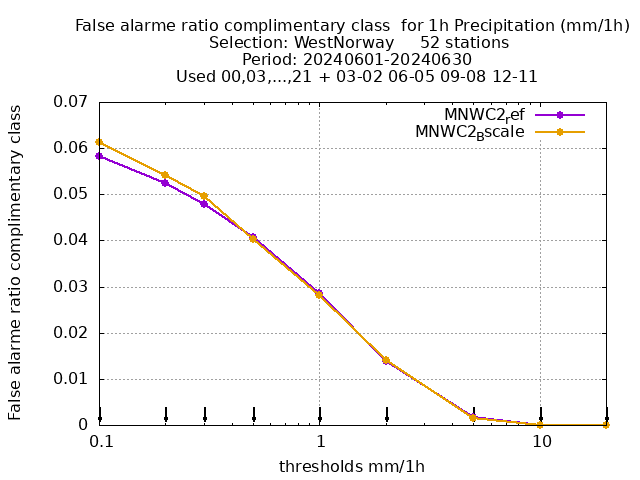 False alarme ratio complimentary class  for 1h Precipitation (mm/1h)
Selection: WestNorway     52 stations
Period: 20240601-20240630
Used 00,03,...,21 + 03-02 06-05 09-08 12-11
MNWC2ref
MNWC2Bscale
0.07
0.06
0.05
0.04
0.03
0.02
0.01
0
False alarme ratio complimentary class
0.1 1 10
thresholds mm/1h